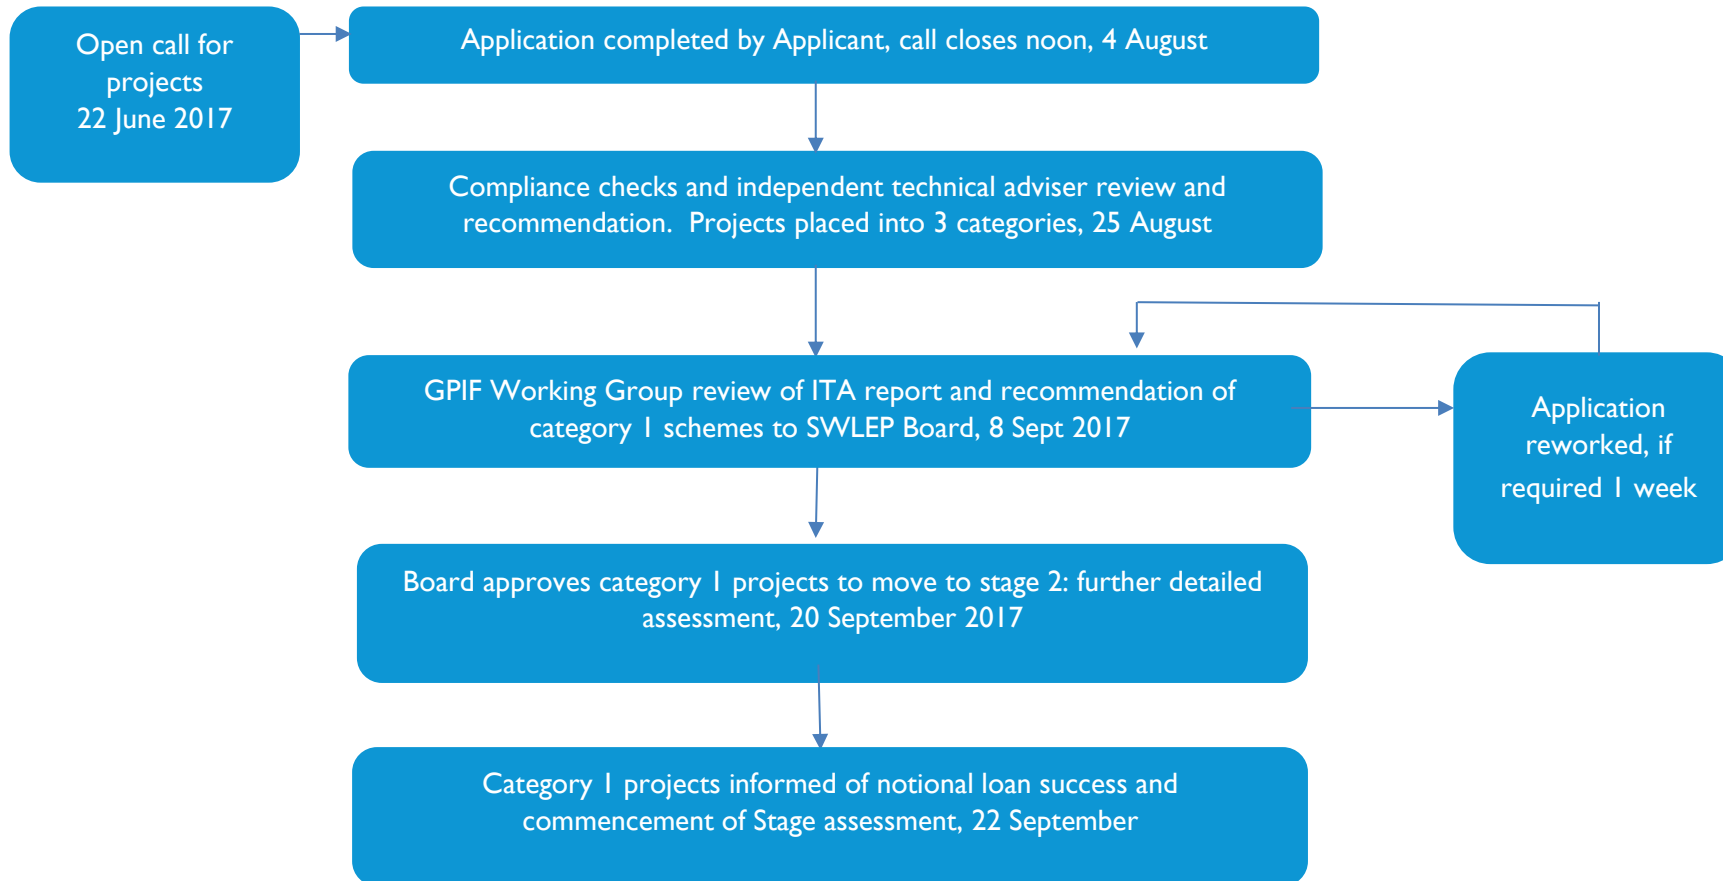 Open call for
projects
22 June 2017
Application completed by Applicant, call closes noon, 4 August
Compliance checks and independent technical adviser review and
recommendation.  Projects placed into 3 categories, 25 August
GPIF Working Group review of ITA report and recommendation of
category 1 schemes to SWLEP Board, 8 Sept 2017
Application
reworked, if
required 1 week
Board approves category 1 projects to move to stage 2: further detailed
assessment, 20 September 2017
Category 1 projects informed of notional loan success and
commencement of Stage assessment, 22 September